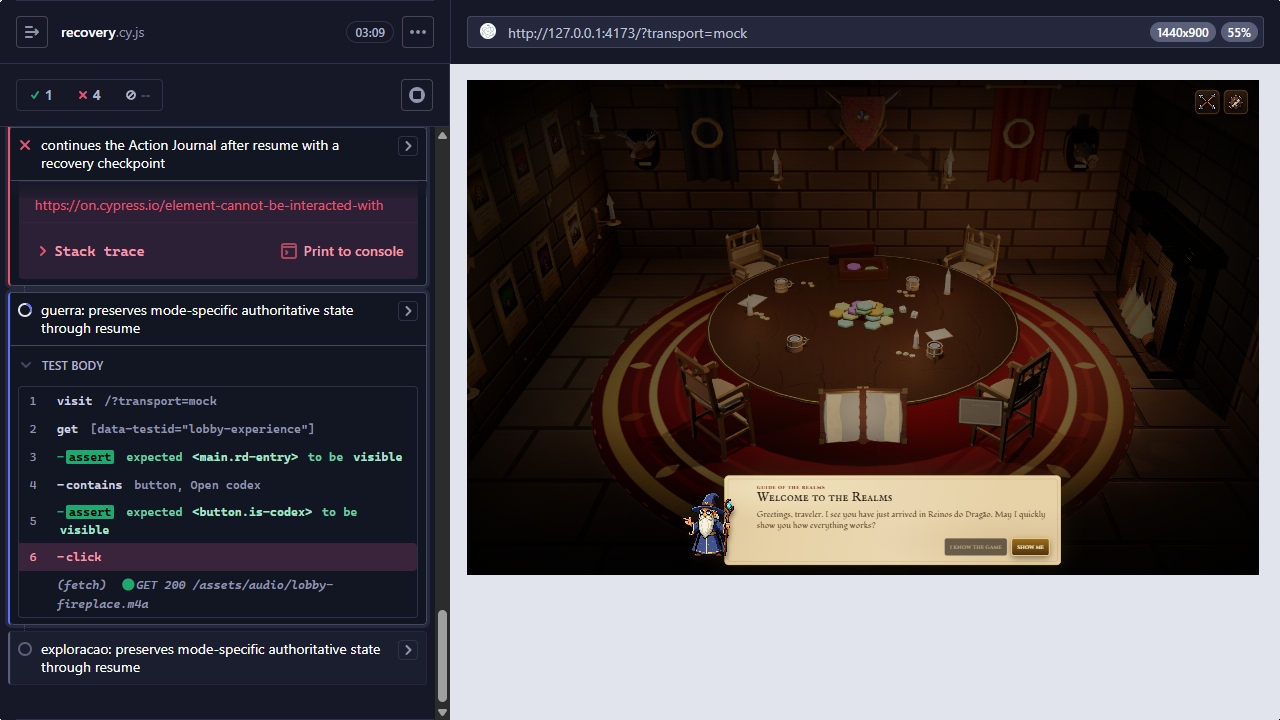 recovery.cy.js
03:09
1
4
--
continues the Action Journal after resume with a
recovery checkpoint
https://on.cypress.io/element-cannot-be-interacted-with
Stack trace
Print to console
guerra: preserves mode-specific authoritative state
through resume
TEST BODY
1 visit /?transport=mock
2 get [data-testid="lobby-experience"]
3 -assert expected <main.rd-entry> to be visible
4 -contains button, Open codex
5 -assert expected <button.is-codex> to be
visible
6 -click
(fetch) GET 200 /assets/audio/lobby-
fireplace.m4a
exploracao: preserves mode-specific authoritative state
through resume
http://127.0.0.1:4173/?transport=mock
1440x900
55%
GUIDE OF THE REALMS
Welcome to the Realms
Greetings, traveler. I see you have just arrived in Reinos do Dragão. May I quickly
show you how everything works?
I KNOW THE GAME
SHOW ME